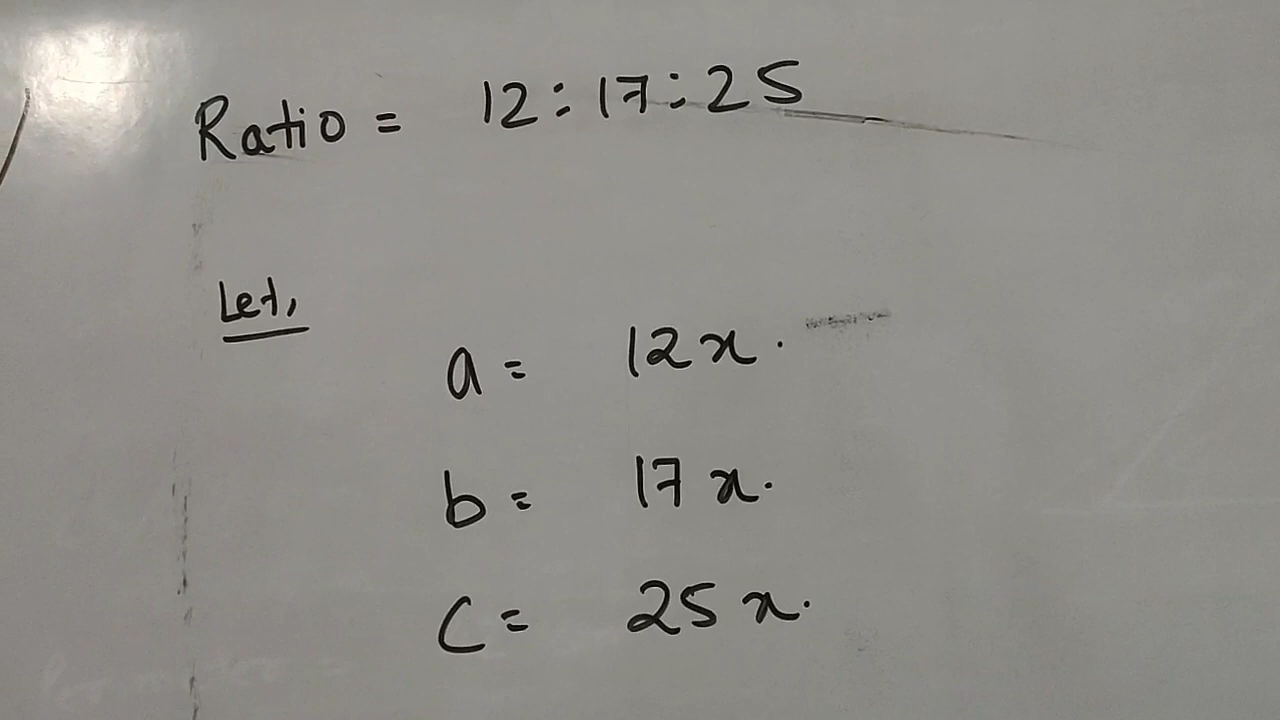 Ratio = 12:17:25
Let,
a = 12x.
b = 17x.
c = 25x.